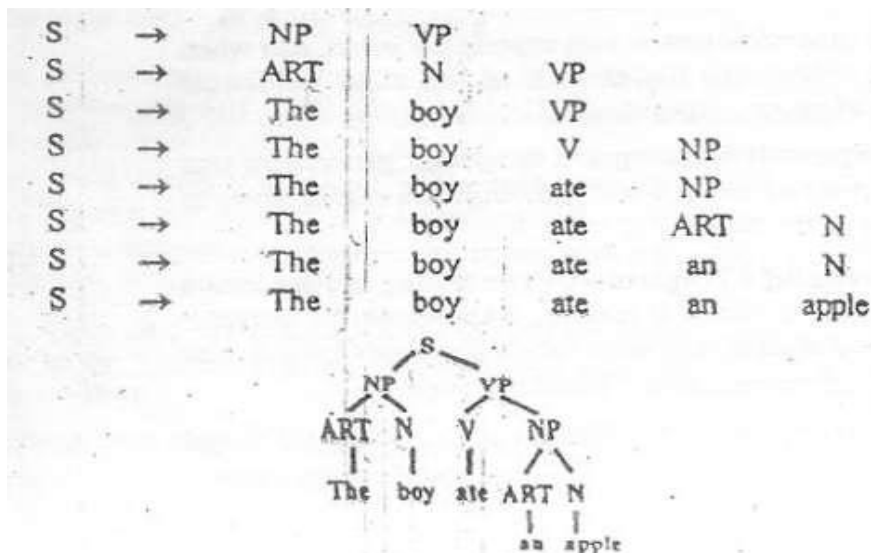 S → NP VP
S → ART N VP
S → The boy VP
S → The boy V NP
S → The boy ate NP
S → The boy ate ART N
S → The boy ate an N
S → The boy ate an apple
S
NP VP
ART N V NP
The boy ate ART N
an apple